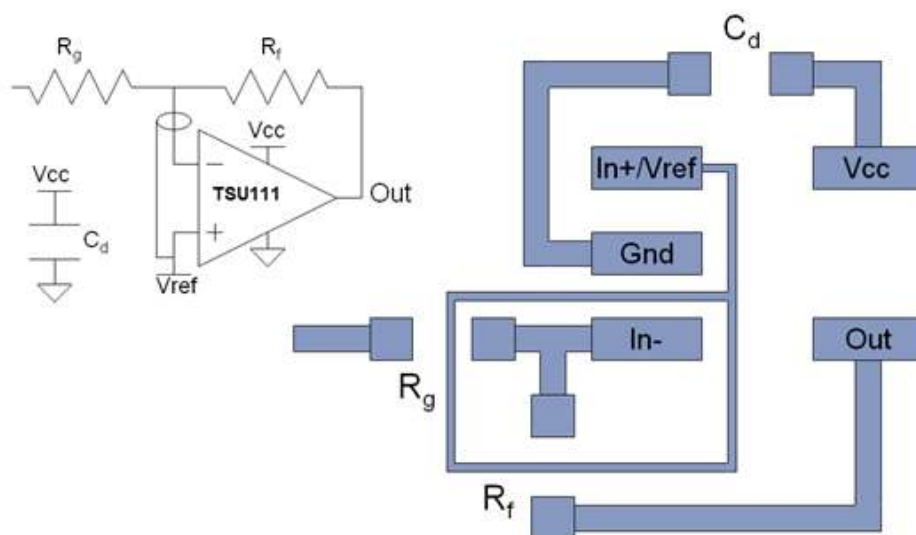 Rg
Rf
Vcc
TSU111
Out
Vcc
Cd
Vref
Cd
In+/Vref
Vcc
Gnd
In-
Out
Rg
Rf